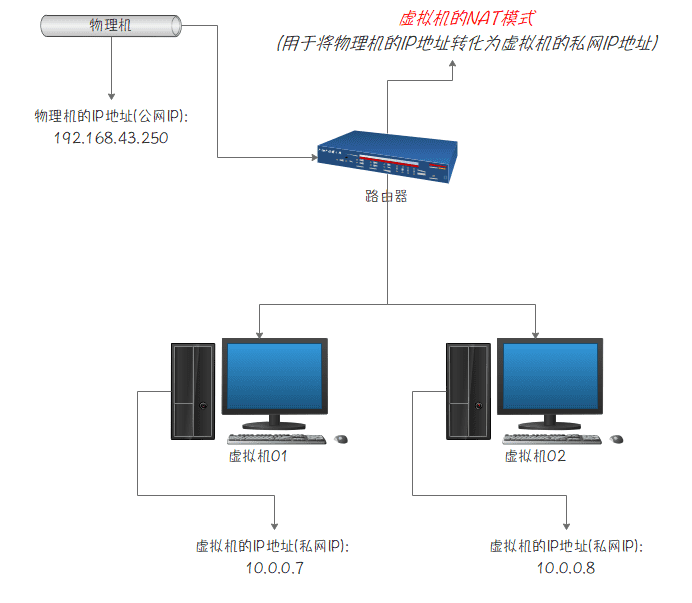 物理机
虚拟机的NAT模式
(用于将物理机的IP地址转化为虚拟机的私网IP地址)
物理机的IP地址(公网IP):
192.168.43.250
路由器
虚拟机01
虚拟机02
虚拟机的IP地址(私网IP):
10.0.0.7
虚拟机的IP地址(私网IP):
10.0.0.8